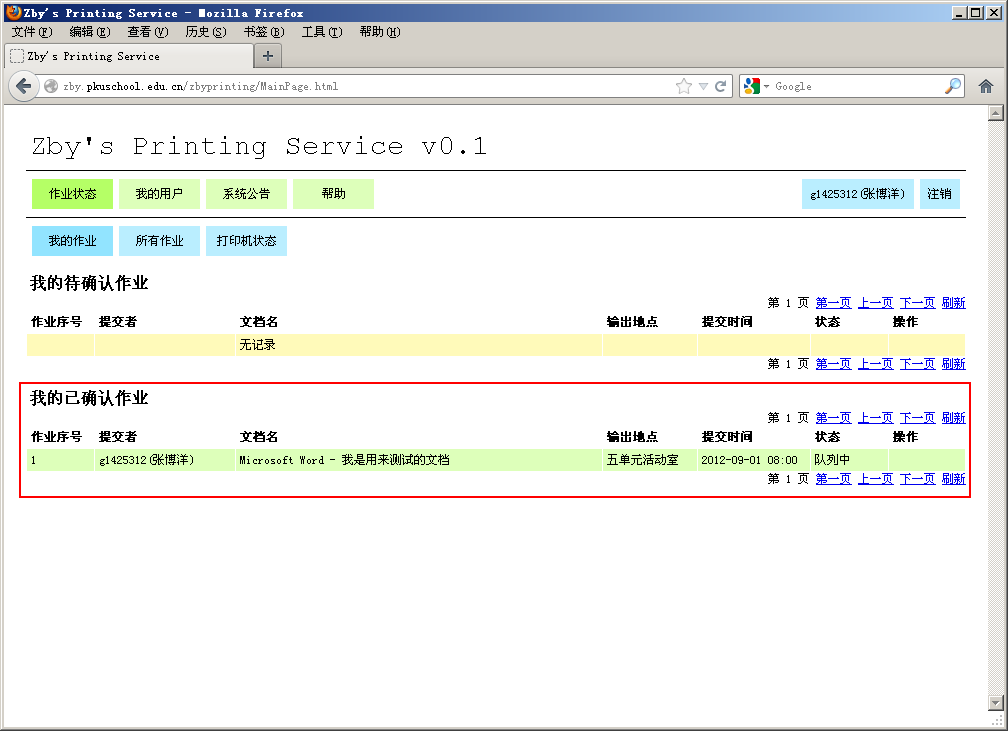 Zby's Printing Service - Mozilla Firefox
文件(F) 编辑(E) 查看(V) 历史(S) 书签(B) 工具(T) 帮助(H)
Zby's Printing Service
zby.pkuschool.edu.cn/zbyprinting/MainPage.html Google
Zby's Printing Service v0.1
作业状态 我的用户 系统公告 帮助 g1425312(张博洋) 注销
我的作业 所有作业 打印机状态
我的待确认作业
第 1 页 第一页 上一页 下一页 刷新
作业序号 提交者 文档名 输出地点 提交时间 状态 操作
无记录
第 1 页 第一页 上一页 下一页 刷新
我的已确认作业
第 1 页 第一页 上一页 下一页 刷新
作业序号 提交者 文档名 输出地点 提交时间 状态 操作
1 g1425312(张博洋) Microsoft Word - 我是用来测试的文档 五单元活动室 2012-09-01 08:00 队列中
第 1 页 第一页 上一页 下一页 刷新